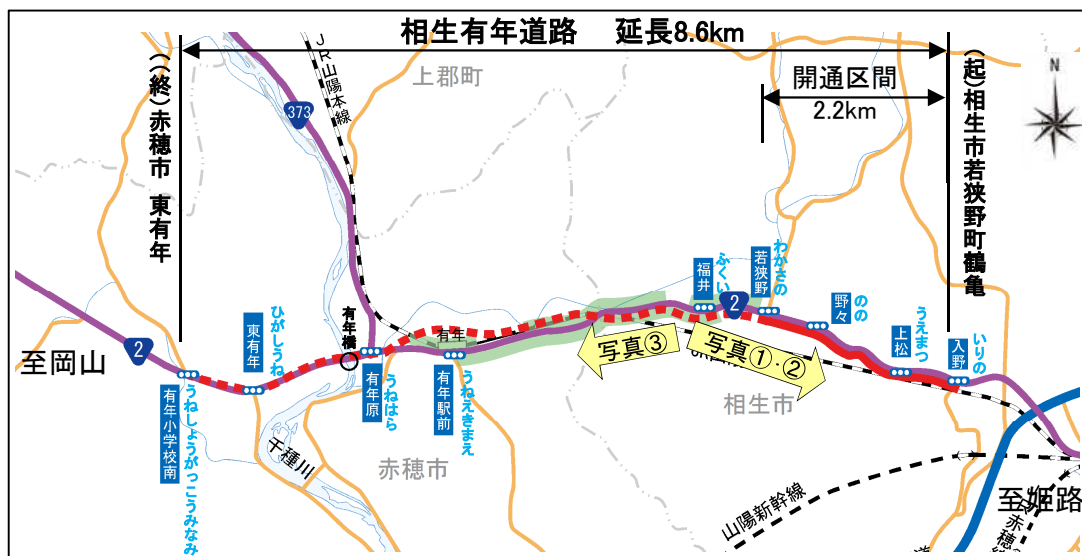 相生有年道路 延長8.6km
開通区間
2.2km
(起)相生市若狭野町鶴亀
((終)赤穂市 東有年
N
JR山陽本線
上郡町
373
2
福井
ふくい
若狭野
わかさの
野々
のの
上松
うえまつ
入野
いりの
東有年
ひがしうね
有年橋
有年
2
至岡山
写真③
写真①・②
有年原
うねはら
有年駅前
うねえきまえ
有年小学校南
うねしょうがっこうみなみ
千種川
赤穂市
相生市
山陽新幹線
至姫路
赤穂